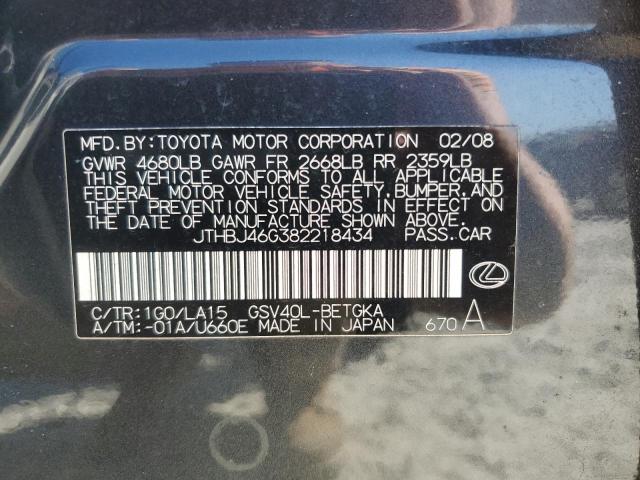 MFD.BY:TOYOTA MOTOR CORPORATION 02/08
GVWR 4680LB GAWR FR 2668LB RR 2359LB
THIS VEHICLE CONFORMS TO ALL APPLICABLE
FEDERAL MOTOR VEHICLE SAFETY,BUMPER,AND
THEFT PREVENTION STANDARDS IN EFFECT ON
THE DATE OF MANUFACTURE SHOWN ABOVE.
JTHBJ46G382218434 PASS.CAR
C/TR:1G0/LA15 GSV40L-BETGKA
A/TM:-01A/U660E MADE IN JAPAN 670 A